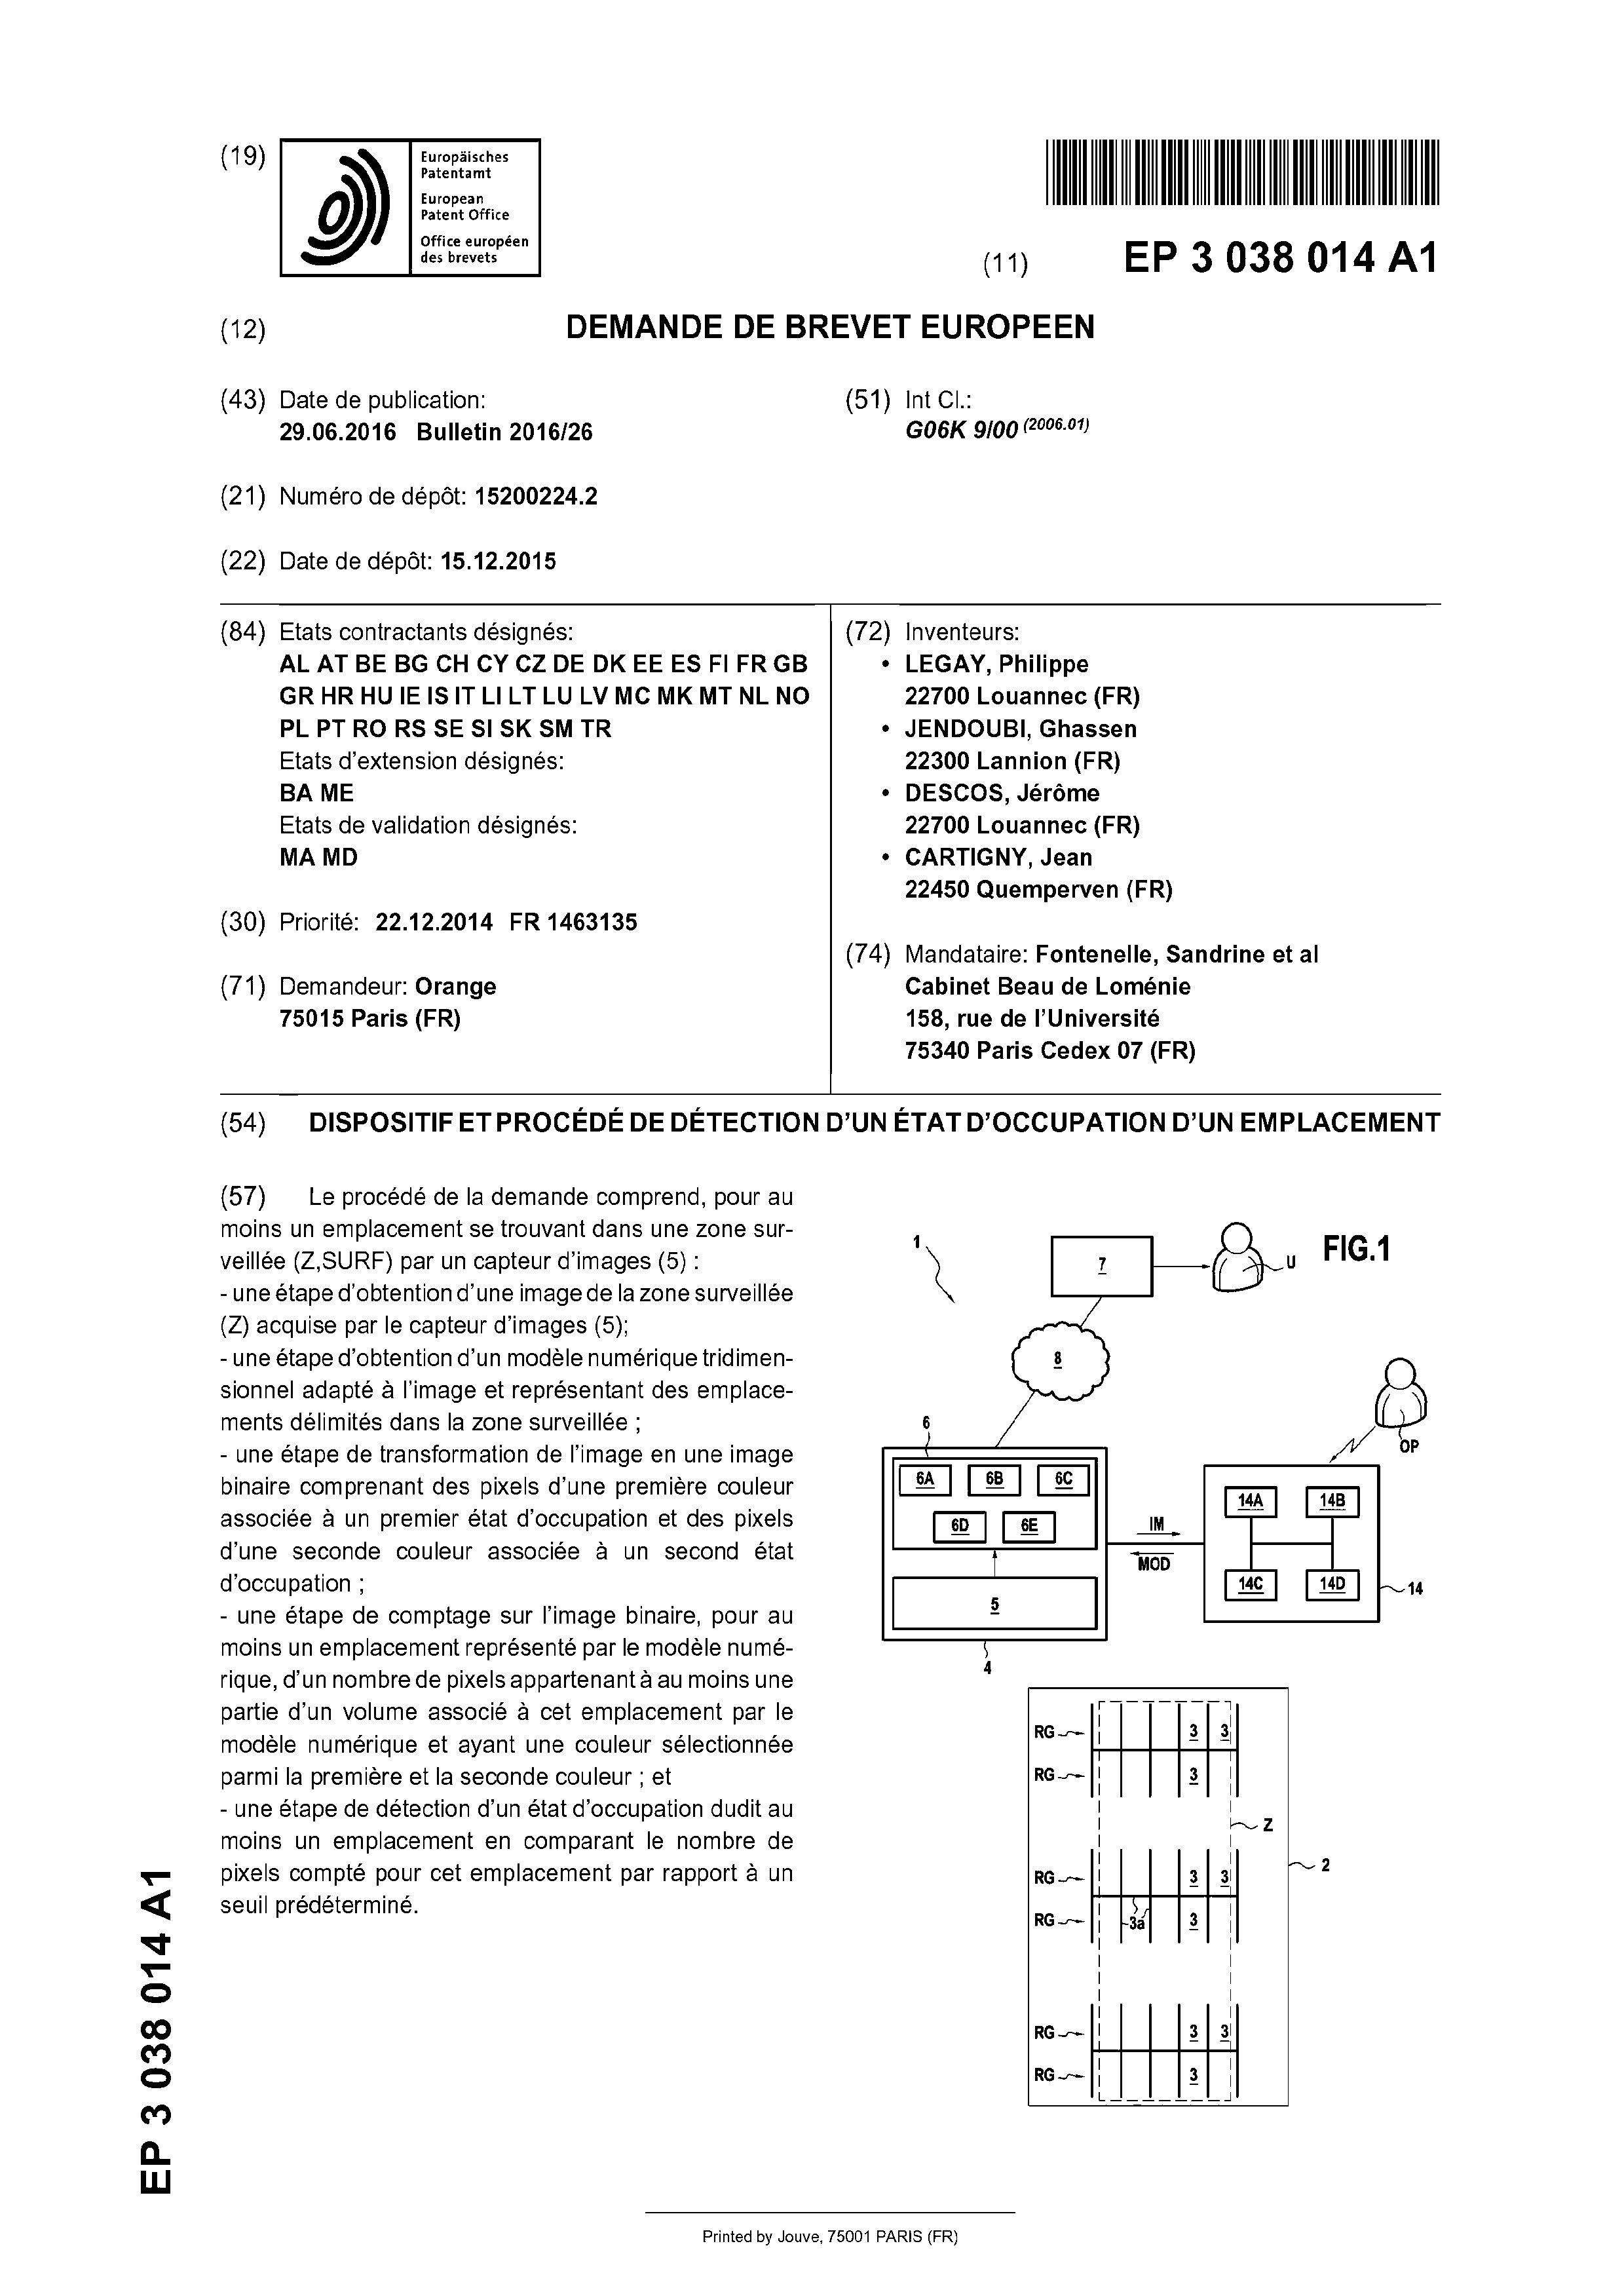 (19)
Europäisches
Patentamt
European
Patent Office
Office européen
des brevets
(11) EP 3 038 014 A1
(12) DEMANDE DE BREVET EUROPEEN
(43) Date de publication:
29.06.2016 Bulletin 2016/26
(21) Numéro de dépôt: 15200224.2
(22) Date de dépôt: 15.12.2015
(51) Int Cl.:
G06K 9/00 (2006.01)
(84) Etats contractants désignés:
AL AT BE BG CH CY CZ DE DK EE ES FI FR GB
GR HR HU IE IS IT LI LT LU LV MC MK MT NL NO
PL PT RO RS SE SI SK SM TR
Etats d'extension désignés:
BA ME
Etats de validation désignés:
MA MD
(30) Priorité: 22.12.2014 FR 1463135
(71) Demandeur: Orange
75015 Paris (FR)
(72) Inventeurs:
• LEGAY, Philippe
22700 Louannec (FR)
• JENDOUBI, Ghassen
22300 Lannion (FR)
• DESCOS, Jérôme
22700 Louannec (FR)
• CARTIGNY, Jean
22450 Quemperven (FR)
(74) Mandataire: Fontenelle, Sandrine et al
Cabinet Beau de Loménie
158, rue de l'Université
75340 Paris Cedex 07 (FR)
(54) DISPOSITIF ET PROCÉDÉ DE DÉTECTION D'UN ÉTAT D'OCCUPATION D'UN EMPLACEMENT
(57) Le procédé de la demande comprend, pour au
moins un emplacement se trouvant dans une zone sur-
veillée (Z,SURF) par un capteur d'images (5) :
- une étape d'obtention d'une image de la zone surveillée
(Z) acquise par le capteur d'images (5);
- une étape d'obtention d'un modèle numérique tridimen-
sionnel adapté à l'image et représentant des emplace-
ments délimités dans la zone surveillée ;
- une étape de transformation de l'image en une image
binaire comprenant des pixels d'une première couleur
associée à un premier état d'occupation et des pixels
d'une seconde couleur associée à un second état
d'occupation ;
- une étape de comptage sur l'image binaire, pour au
moins un emplacement représenté par le modèle numé-
rique, d'un nombre de pixels appartenant à au moins une
partie d'un volume associé à cet emplacement par le
modèle numérique et ayant une couleur sélectionnée
parmi la première et la seconde couleur ; et
- une étape de détection d'un état d'occupation dudit au
moins un emplacement en comparant le nombre de
pixels compté pour cet emplacement par rapport à un
seuil prédéterminé.
FIG.1
1
7
U
8
OP
6
6A 6B 6C
6D 6E
5
4
IM
MOD
14A 14B
14C 14D
14
RG 3 3
RG 3
Z
2
RG 3 3
RG 3a 3
RG 3 3
RG 3
EP 3 038 014 A1
Printed by Jouve, 75001 PARIS (FR)